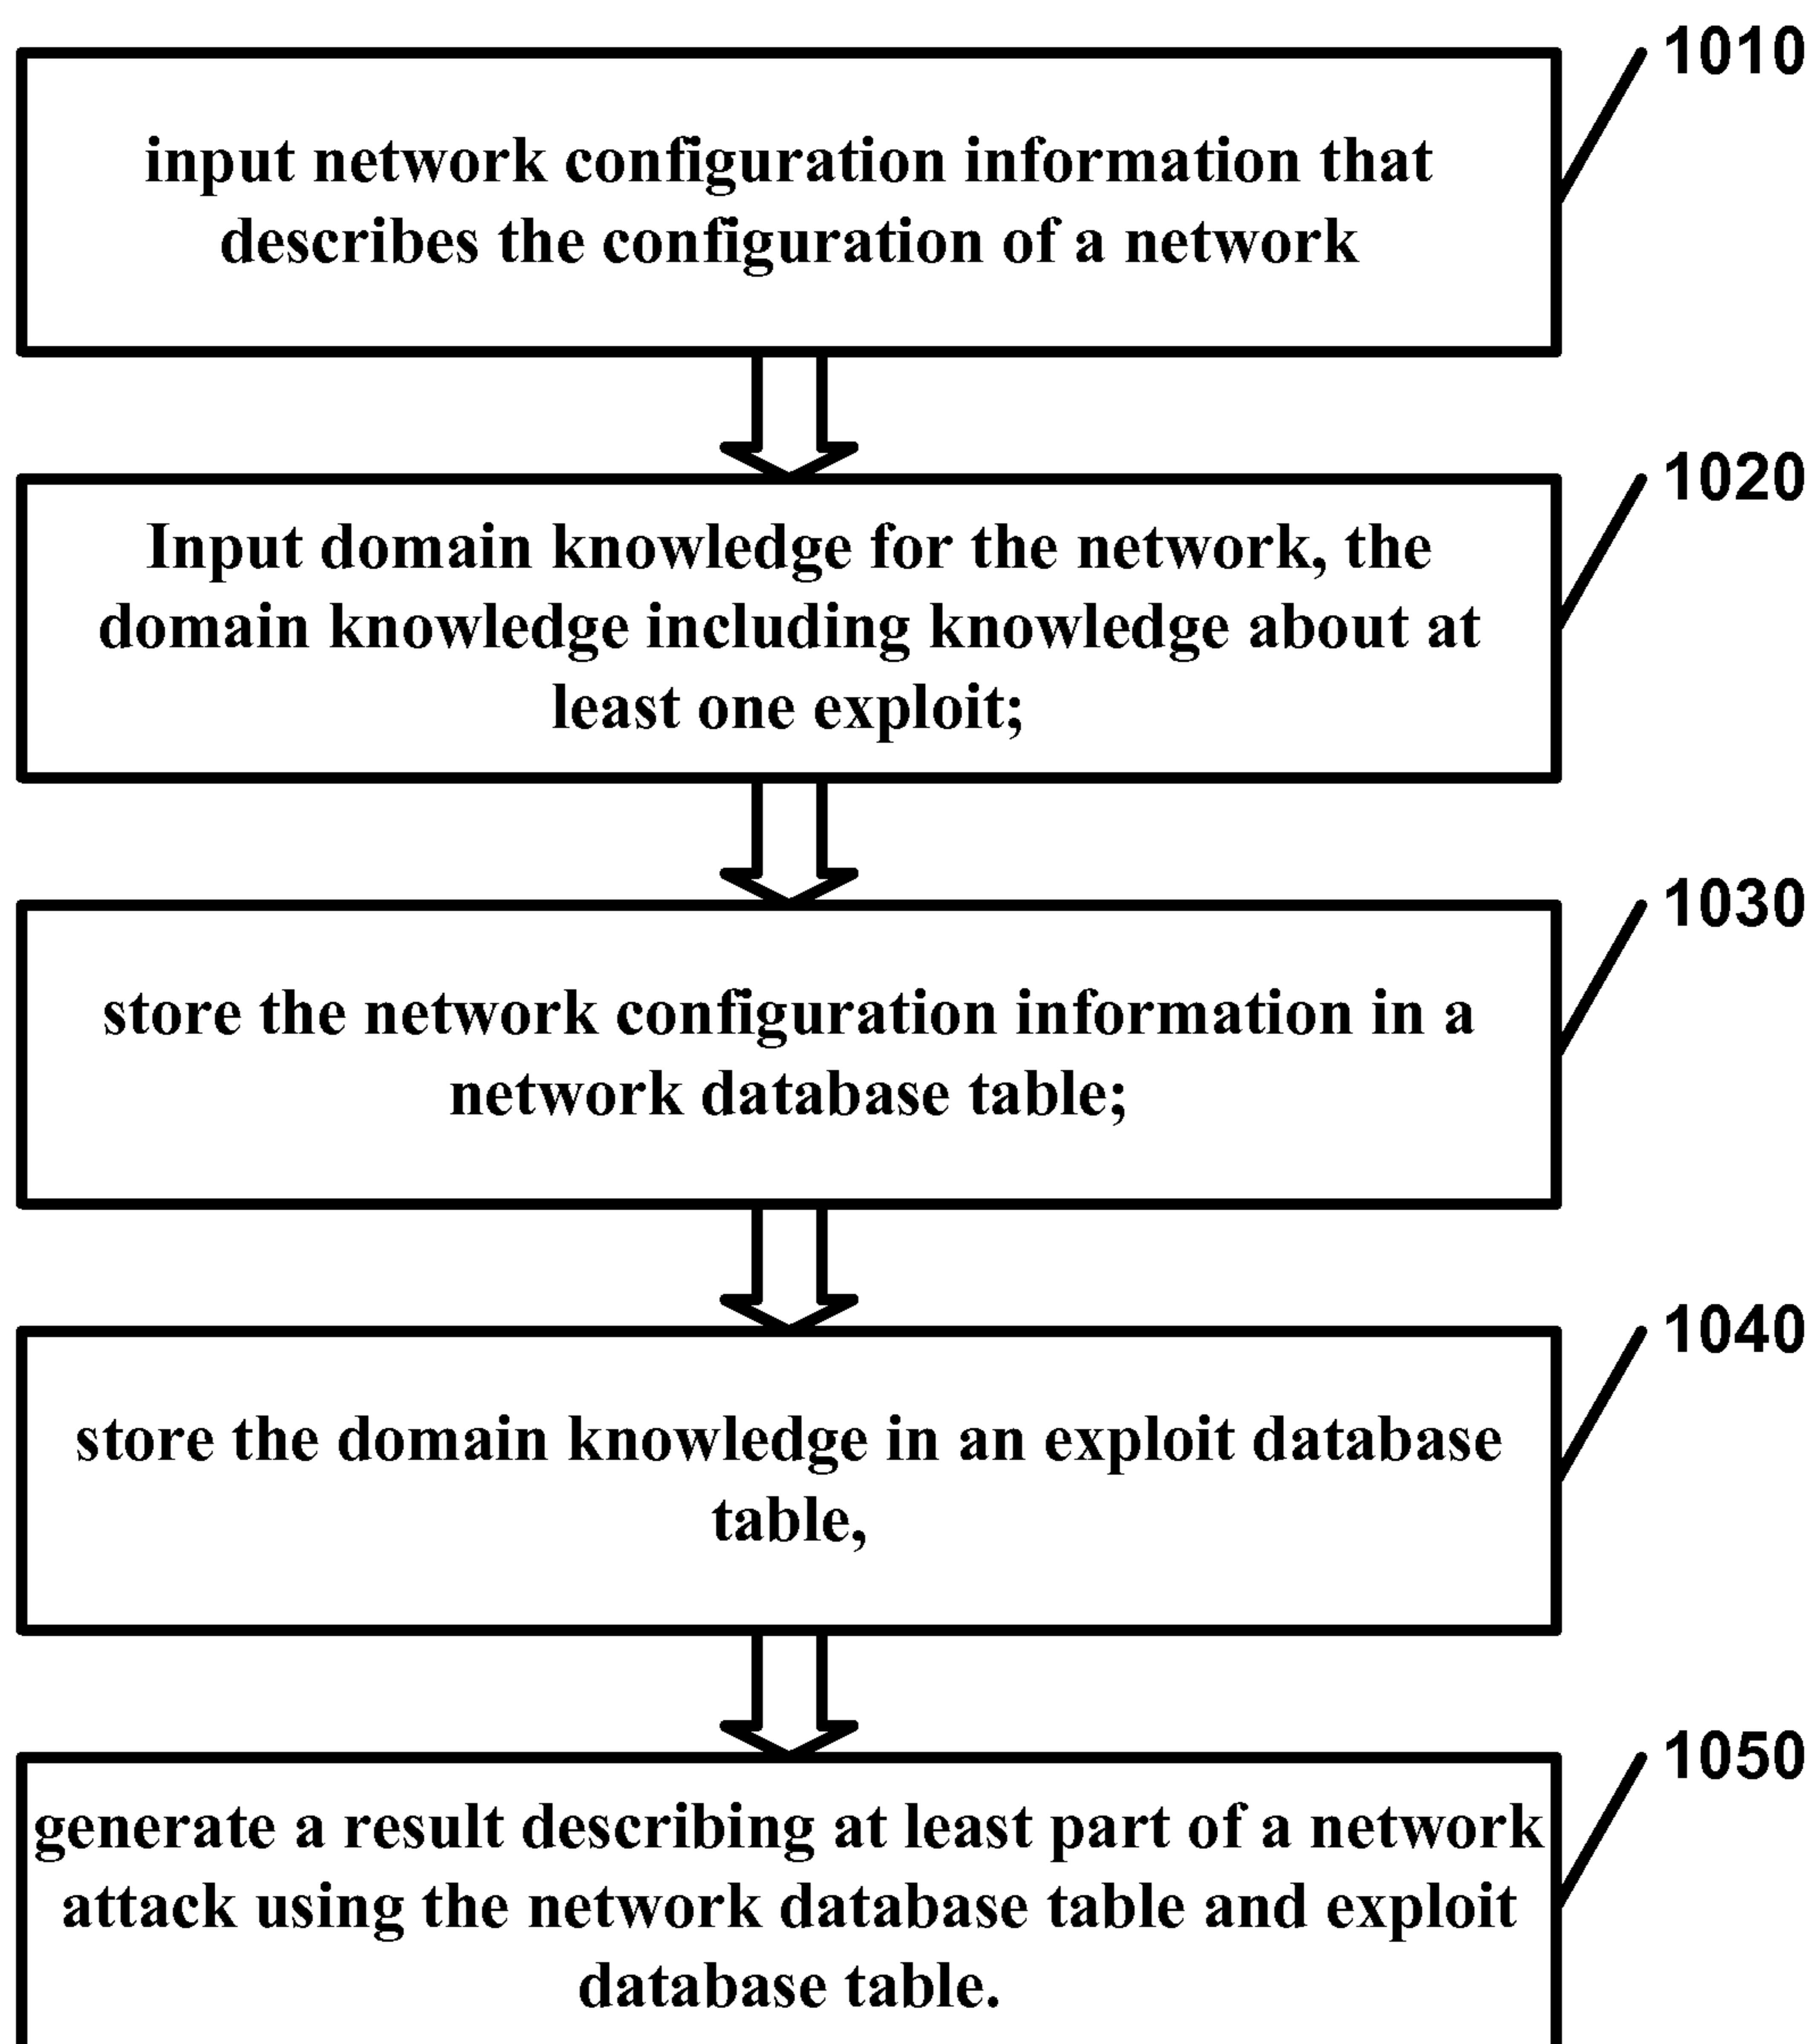 1010
input network configuration information that
describes the configuration of a network
1020
Input domain knowledge for the network, the
domain knowledge including knowledge about at
least one exploit;
1030
store the network configuration information in a
network database table;
1040
store the domain knowledge in an exploit database
table,
1050
generate a result describing at least part of a network
attack using the network database table and exploit
database table.